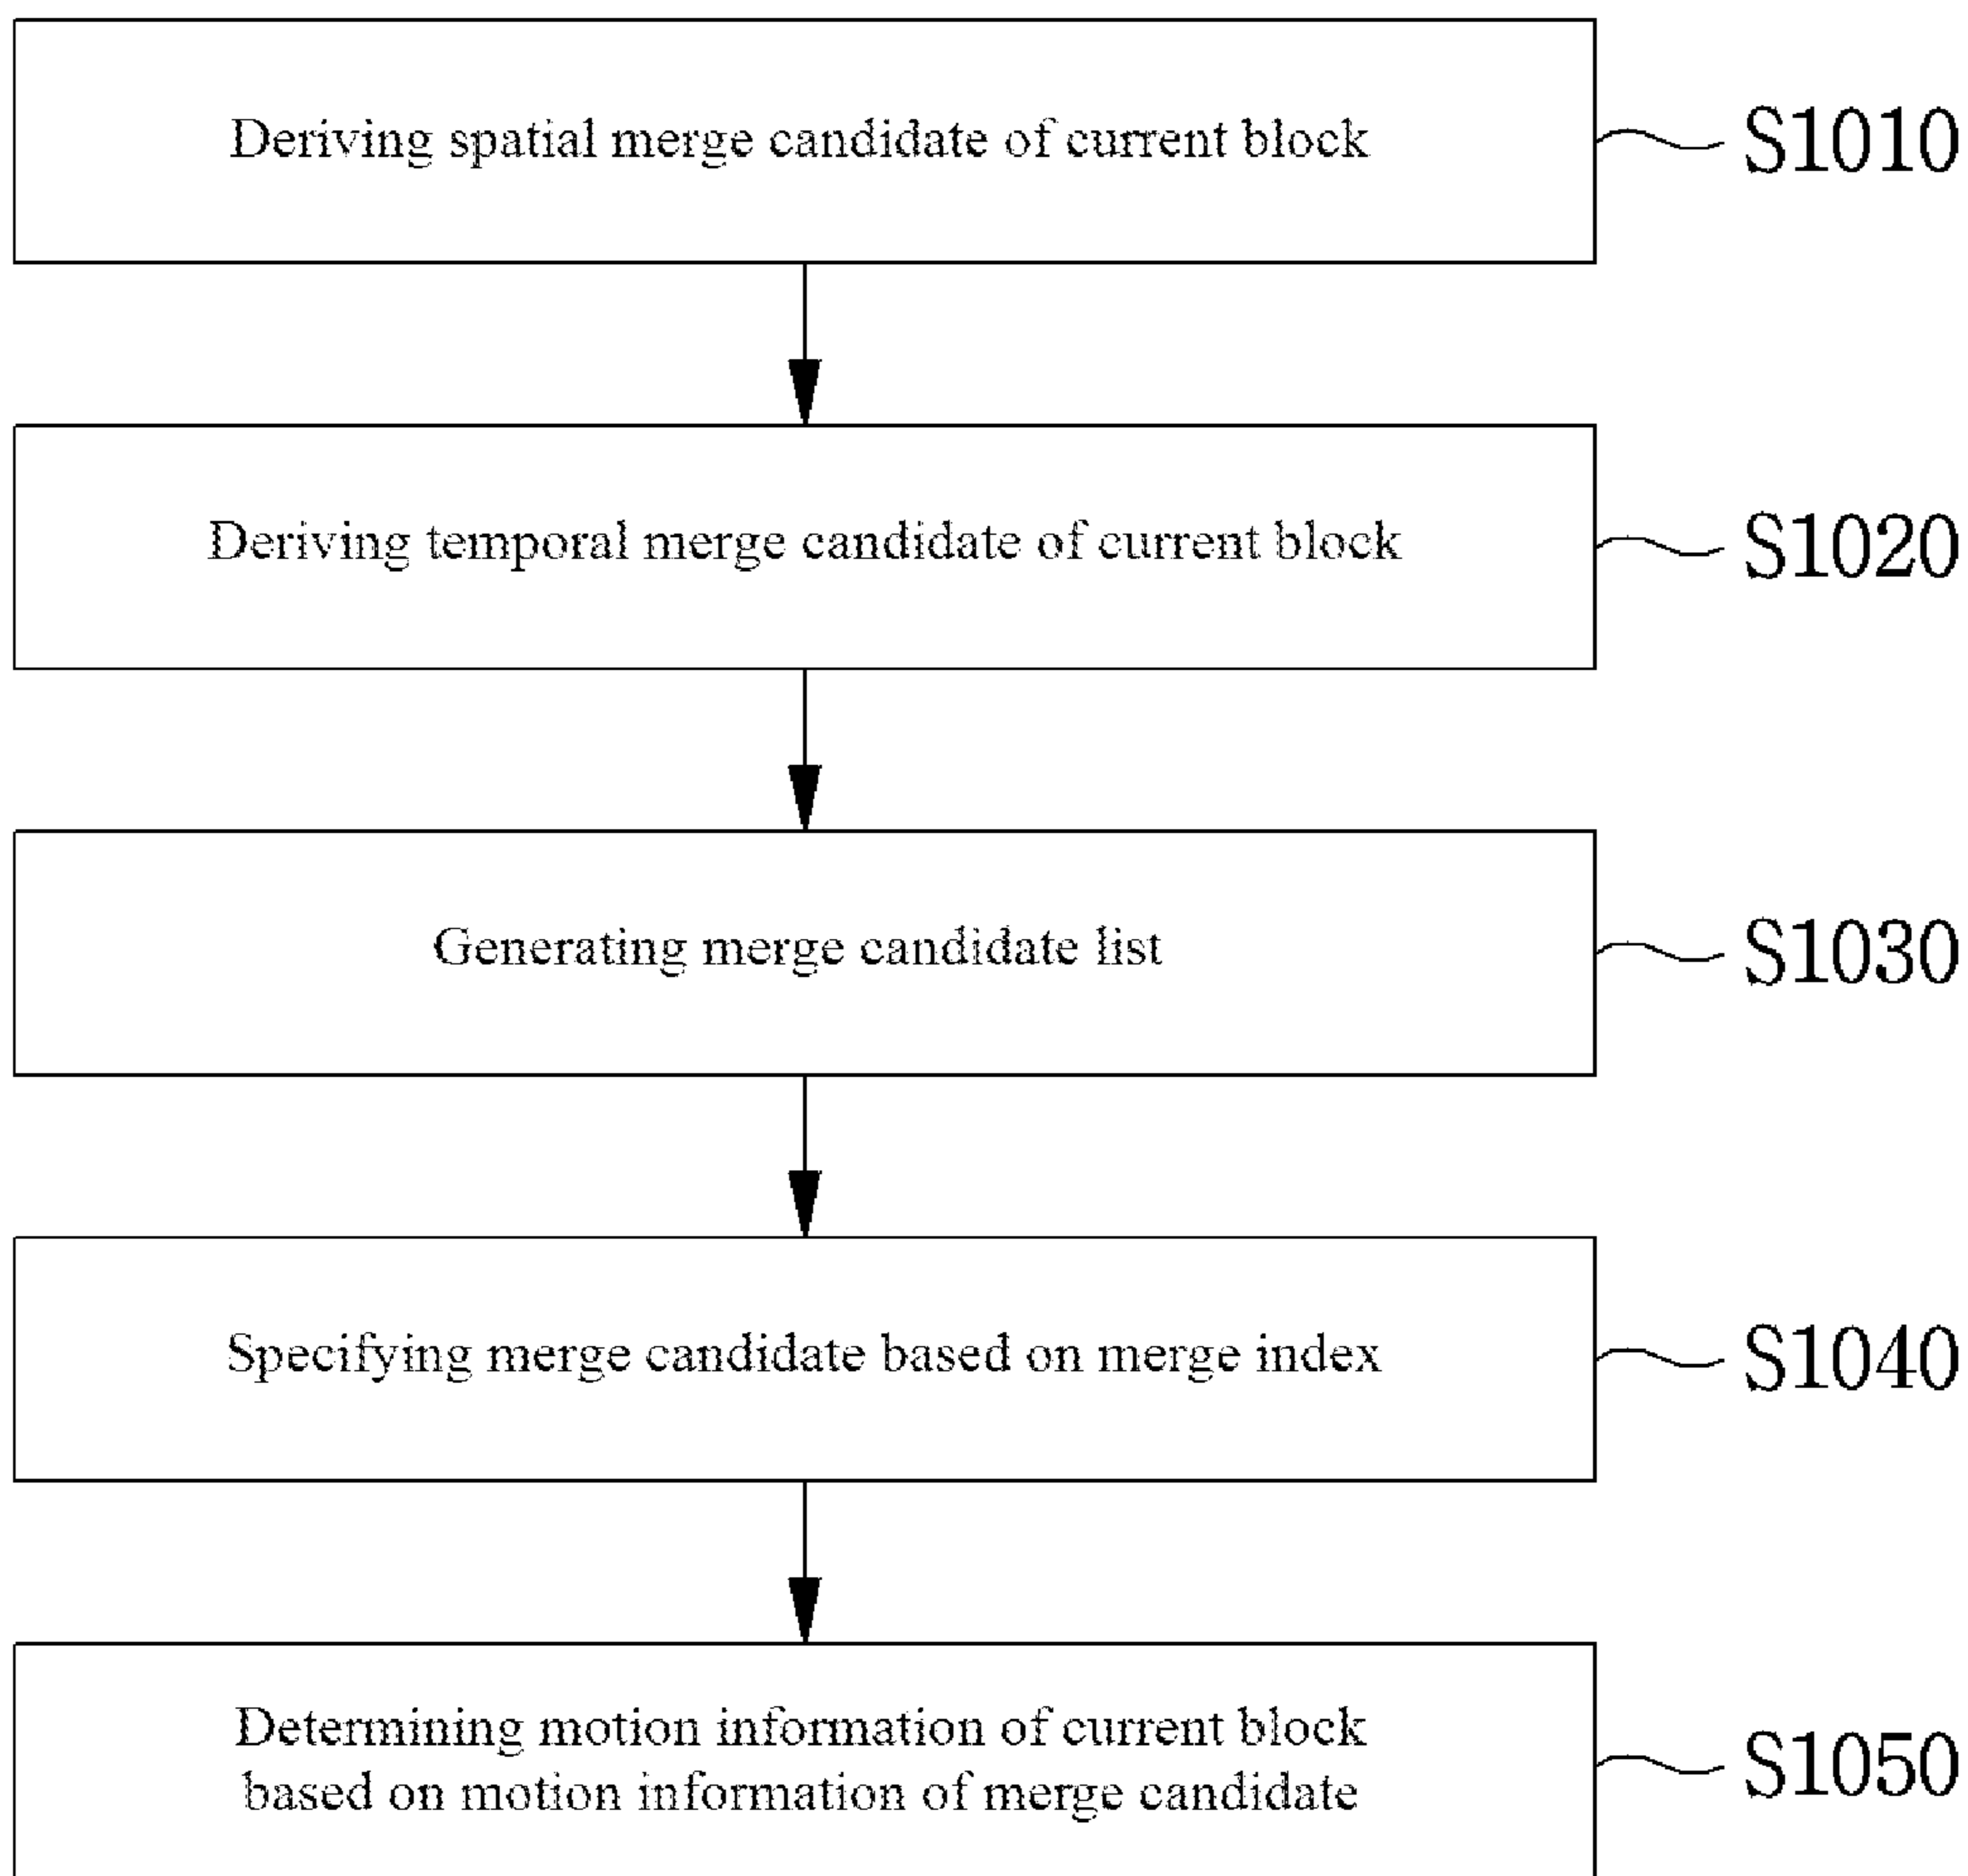 Deriving spatial merge candidate of current block
S1010
Deriving temporal merge candidate of current block
S1020
Generating merge candidate list
S1030
Specifying merge candidate based on merge index
S1040
Determining motion information of current block
based on motion information of merge candidate
S1050